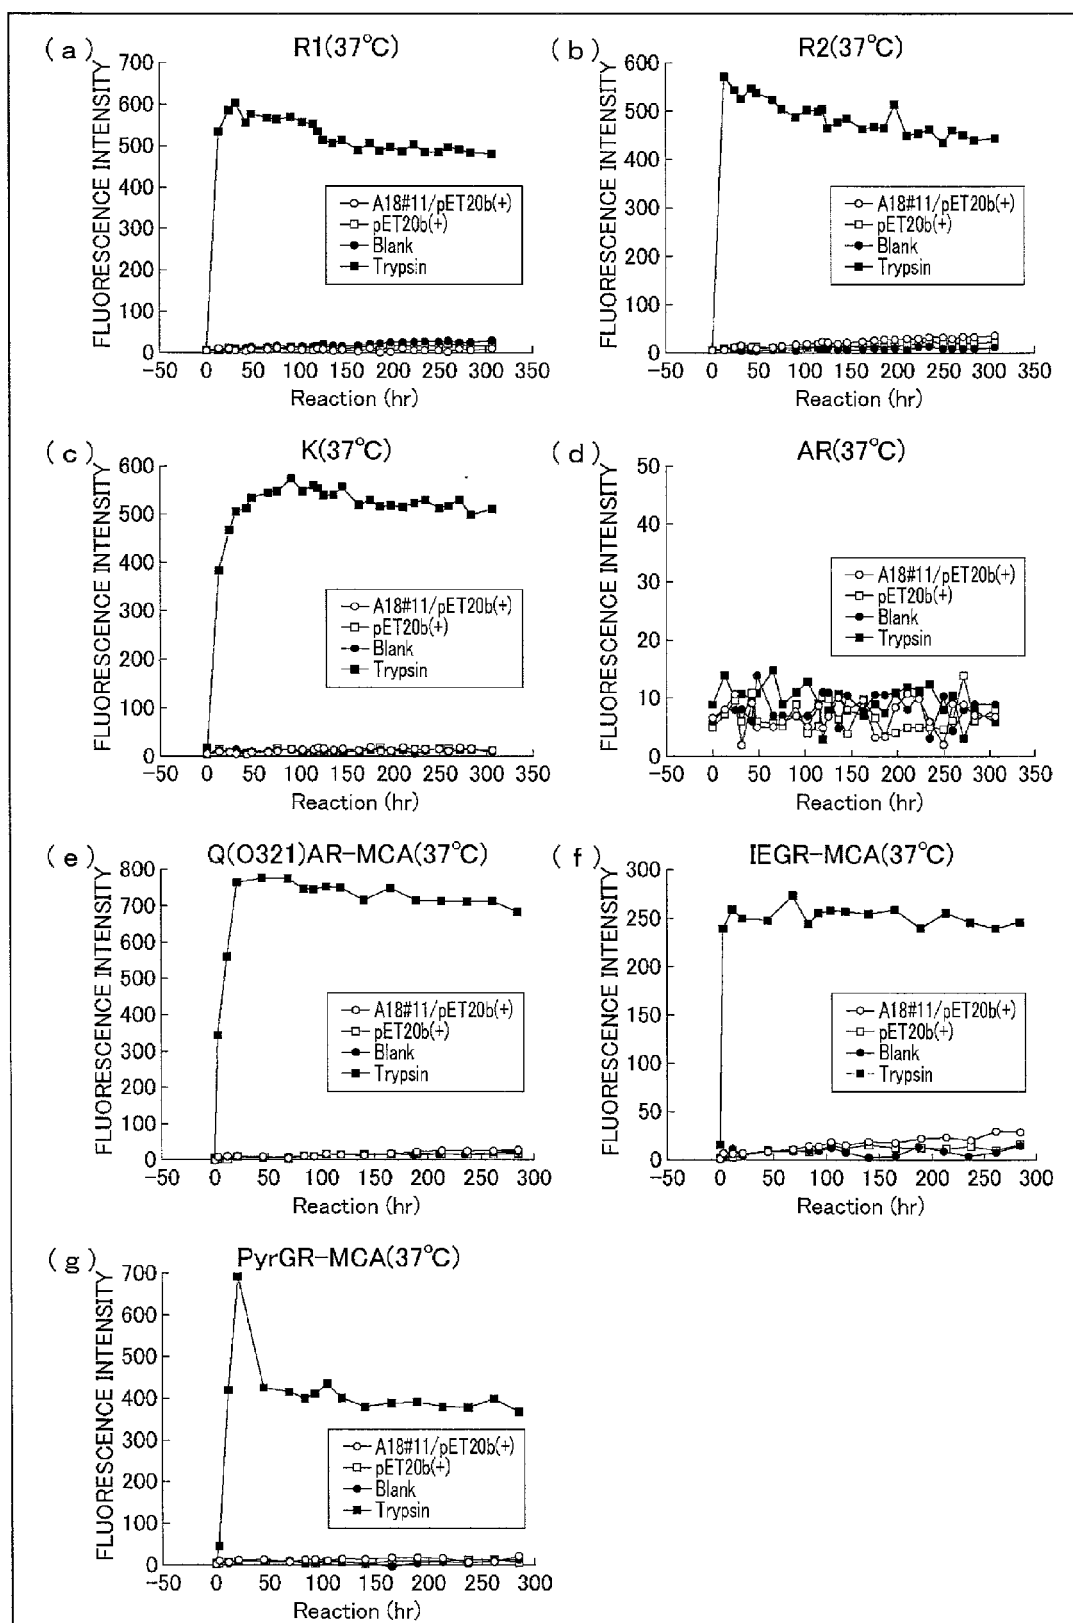 (a) R1(37°C)
FLUORESCENCE INTENSITY
700
600
500
400
300
200
100
0
A18#11/pET20b(+)
pET20b(+)
Blank
Trypsin
-50 0 50 100 150 200 250 300 350
Reaction (hr)
(b) R2(37°C)
FLUORESCENCE INTENSITY
600
500
400
300
200
100
0
A18#11/pET20b(+)
pET20b(+)
Blank
Trypsin
-50 0 50 100 150 200 250 300 350
Reaction (hr)
(c) K(37°C)
FLUORESCENCE INTENSITY
600
500
400
300
200
100
0
A18#11/pET20b(+)
pET20b(+)
Blank
Trypsin
-50 0 50 100 150 200 250 300 350
Reaction (hr)
(d) AR(37°C)
FLUORESCENCE INTENSITY
50
40
30
20
10
0
A18#11/pET20b(+)
pET20b(+)
Blank
Trypsin
-50 0 50 100 150 200 250 300 350
Reaction (hr)
(e) Q(O321)AR-MCA(37°C)
FLUORESCENCE INTENSITY
800
700
600
500
400
300
200
100
0
A18#11/pET20b(+)
pET20b(+)
Blank
Trypsin
-50 0 50 100 150 200 250 300
Reaction (hr)
(f) IEGR-MCA(37°C)
FLUORESCENCE INTENSITY
300
250
200
150
100
50
0
A18#11/pET20b(+)
pET20b(+)
Blank
Trypsin
-50 0 50 100 150 200 250 300
Reaction (hr)
(g) PyrGR-MCA(37°C)
FLUORESCENCE INTENSITY
700
600
500
400
300
200
100
0
A18#11/pET20b(+)
pET20b(+)
Blank
Trypsin
-50 0 50 100 150 200 250 300
Reaction (hr)